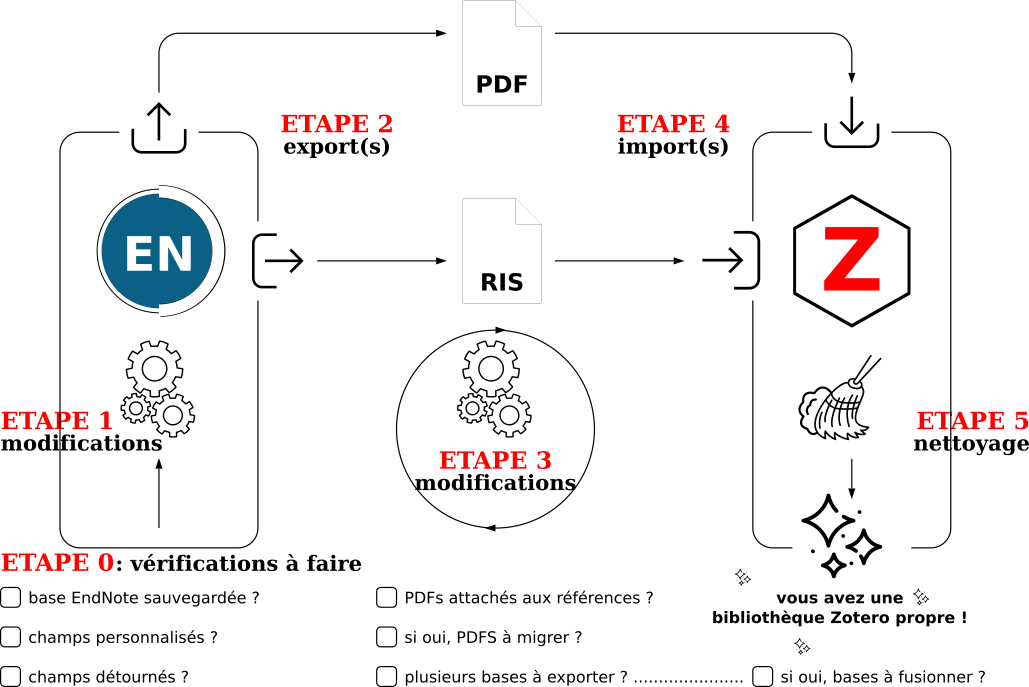 PDF
ETAPE 2
export(s)
ETAPE 4
import(s)
EN
RIS
Z
ETAPE 1
modifications
ETAPE 3
modifications
ETAPE 5
nettoyage
ETAPE 0: vérifications à faire
base EndNote sauvegardée ?
PDFs attachés aux références ?
vous avez une
bibliothèque Zotero propre !
champs personnalisés ?
si oui, PDFS à migrer ?
champs détournés ?
plusieurs bases à exporter ? ......................
si oui, bases à fusionner ?